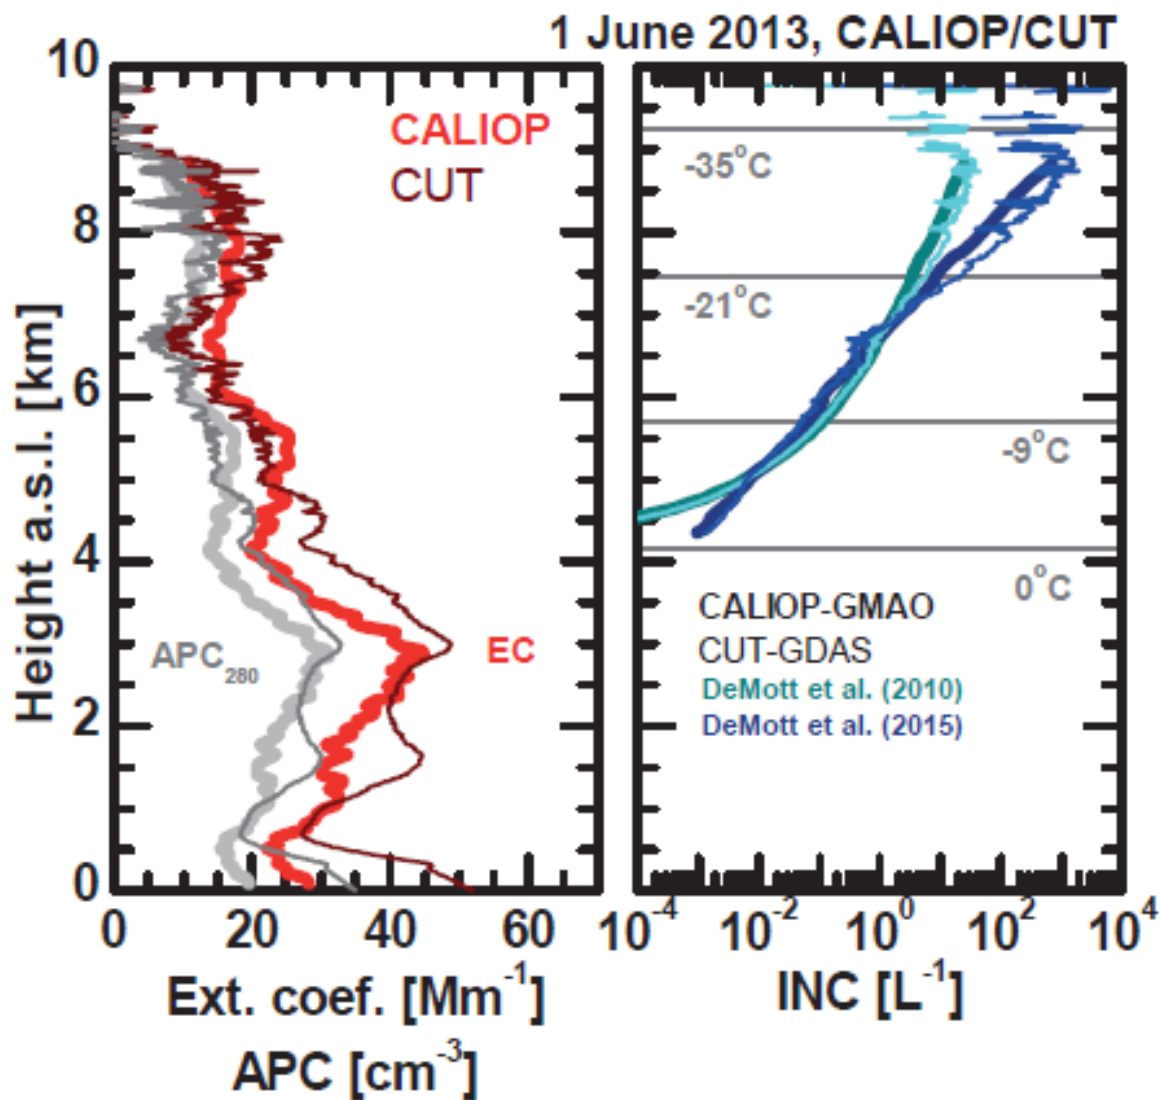 1 June 2013, CALIOP/CUT
10
8
6
4
2
0
Height a.s.l. [km]
CALIOP
CUT
APC280
EC
0
20
40
60
Ext. coef. [Mm-1]
APC [cm-3]
-35°C
-21°C
-9°C
0°C
CALIOP-GMAO
CUT-GDAS
DeMott et al. (2010)
DeMott et al. (2015)
10-4
10-2
100
102
104
INC [L-1]